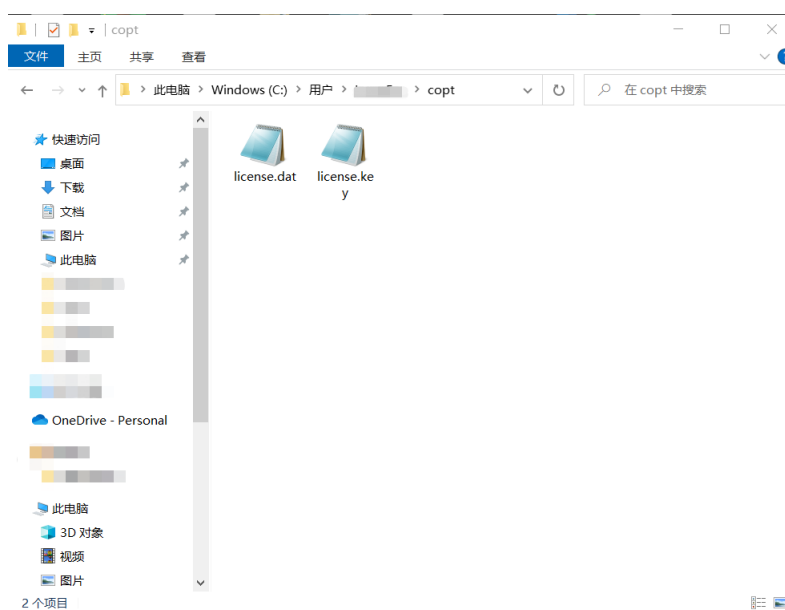 copt
文件 主页 共享 查看
此电脑 Windows (C:) 用户 copt 在 copt 中搜索
快速访问
桌面
下载
文档
图片
此电脑
OneDrive - Personal
此电脑
3D 对象
视频
图片
license.dat license.ke
y
2 个项目